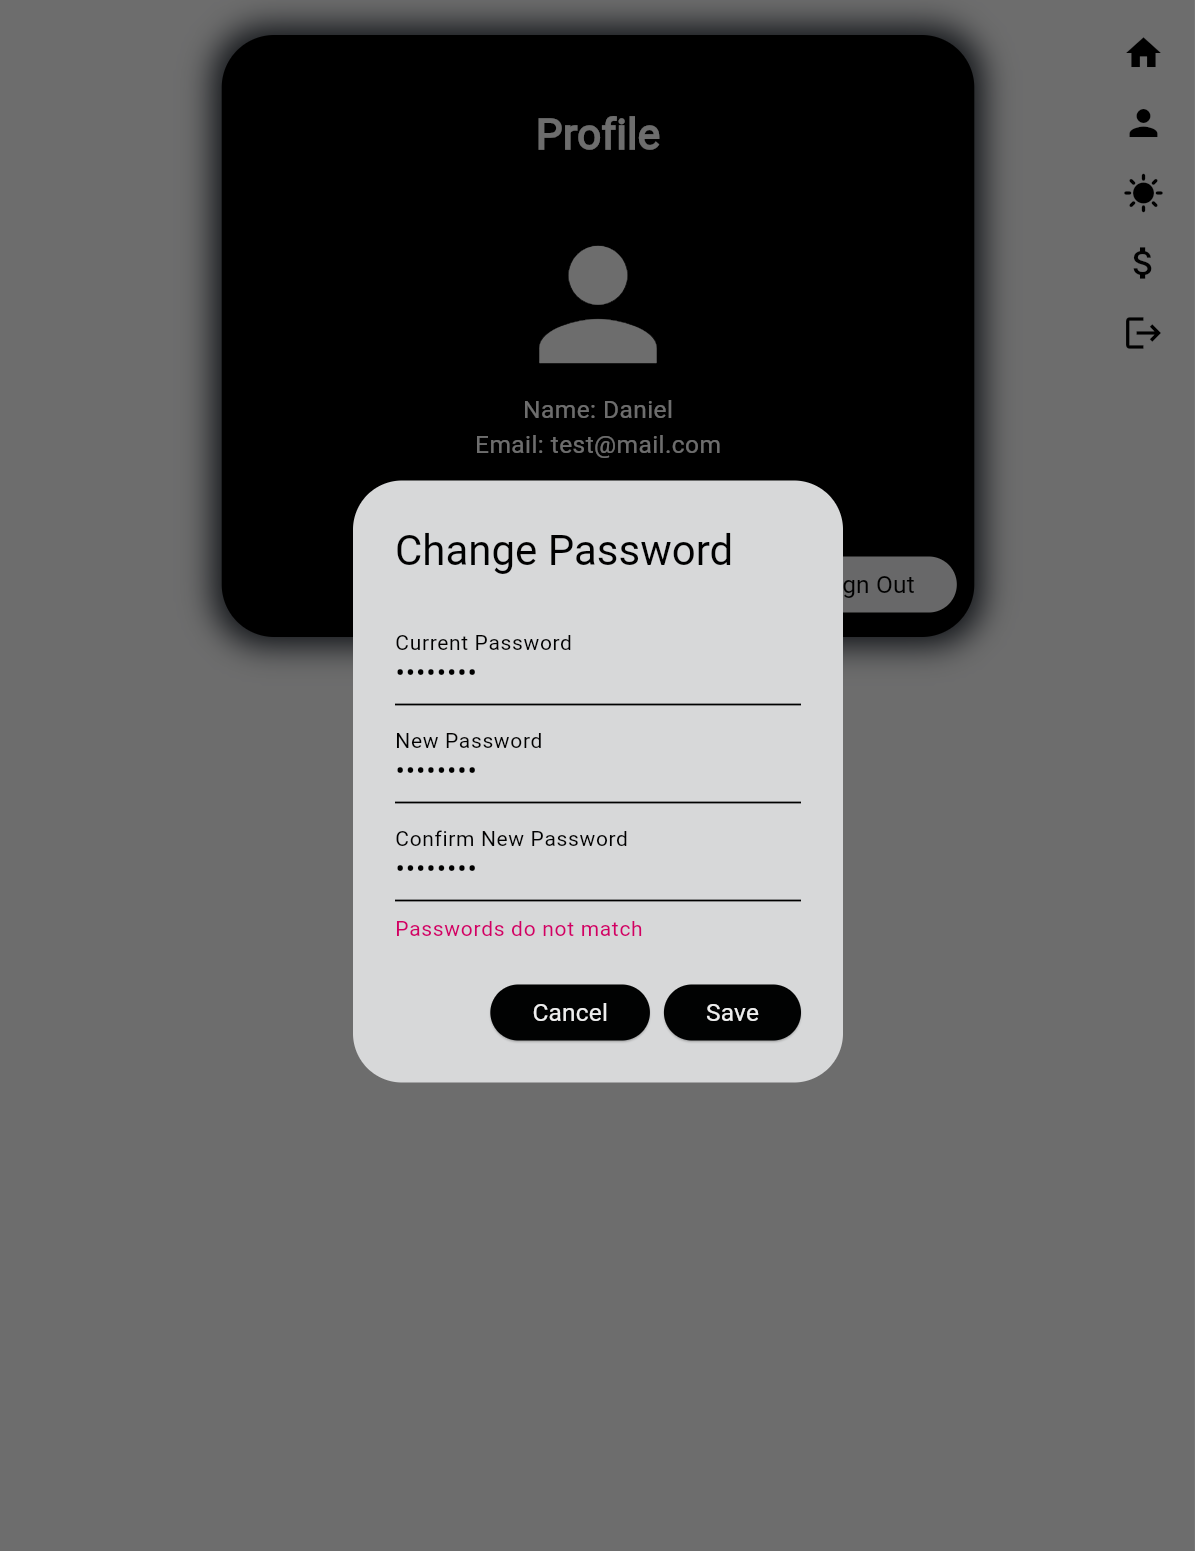 Profile
Name: Daniel
Email: test@mail.com
gn Out
Change Password
Current Password
••••••••
New Password
••••••••
Confirm New Password
••••••••
Passwords do not match
Cancel
Save